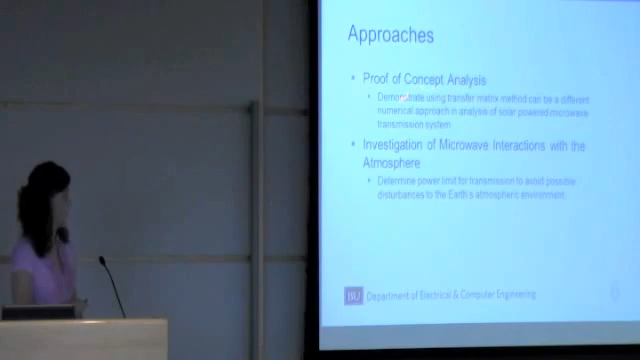 Approaches
• Proof of Concept Analysis
• Demonstrate using transfer matrix method can be a different
numerical approach in analysis of solar powered microwave
transmission system
• Investigation of Microwave Interactions with the
Atmosphere
• Determine power limit for transmission to avoid possible
disturbances to the Earth's atmospheric environment.
BU Department of Electrical & Computer Engineering